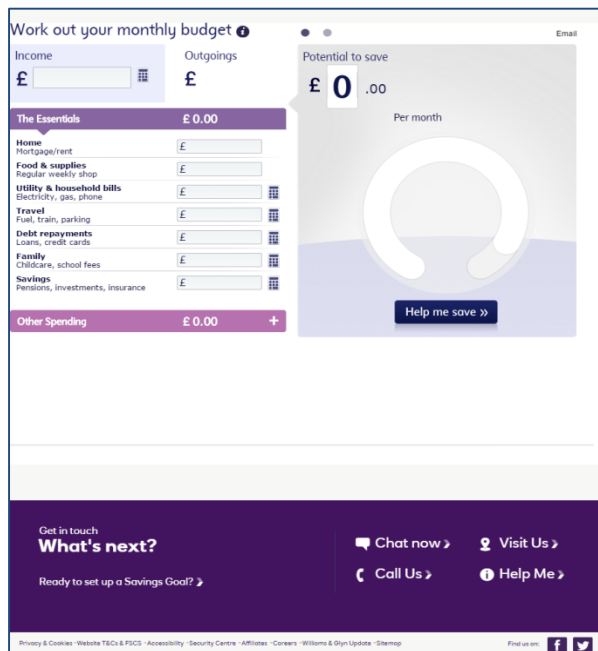 Work out your monthly budget i
Email
Income
Outgoings
£
£
Potential to save
£ 0 .00
Per month
The Essentials £ 0.00
Home
Mortgage/rent
£
Food & supplies
Regular weekly shop
£
Utility & household bills
Electricity, gas, phone
£
Travel
Fuel, train, parking
£
Debt repayments
Loans, credit cards
£
Family
Childcare, school fees
£
Savings
Pensions, investments, insurance
£
Other Spending £ 0.00 +
Help me save »
Get in touch
What's next?
Ready to set up a Savings Goal?
Chat now
Visit Us
Call Us
Help Me
Privacy & Cookies - Website T&Cs & FSCS - Accessibility - Security Centre - Affiliates - Careers - Williams & Glyn Update - Sitemap
Find us on: